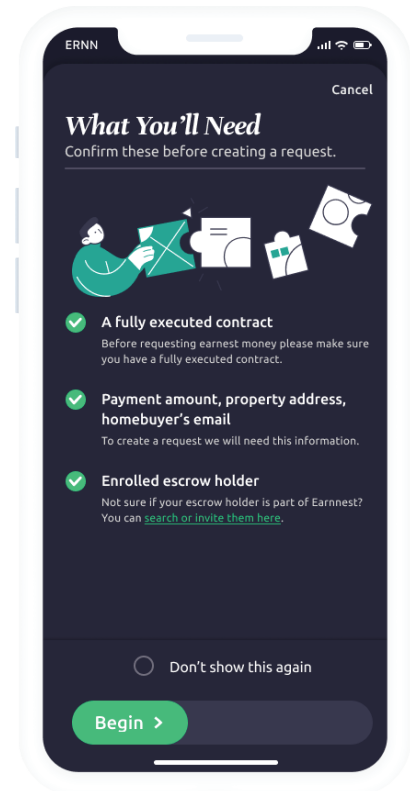 ERNN
Cancel
What You'll Need
Confirm these before creating a request.
A fully executed contract
Before requesting earnest money please make sure
you have a fully executed contract.
Payment amount, property address,
homebuyer's email
To create a request we will need this information.
Enrolled escrow holder
Not sure if your escrow holder is part of Earnnest?
You can search or invite them here.
Don't show this again
Begin >